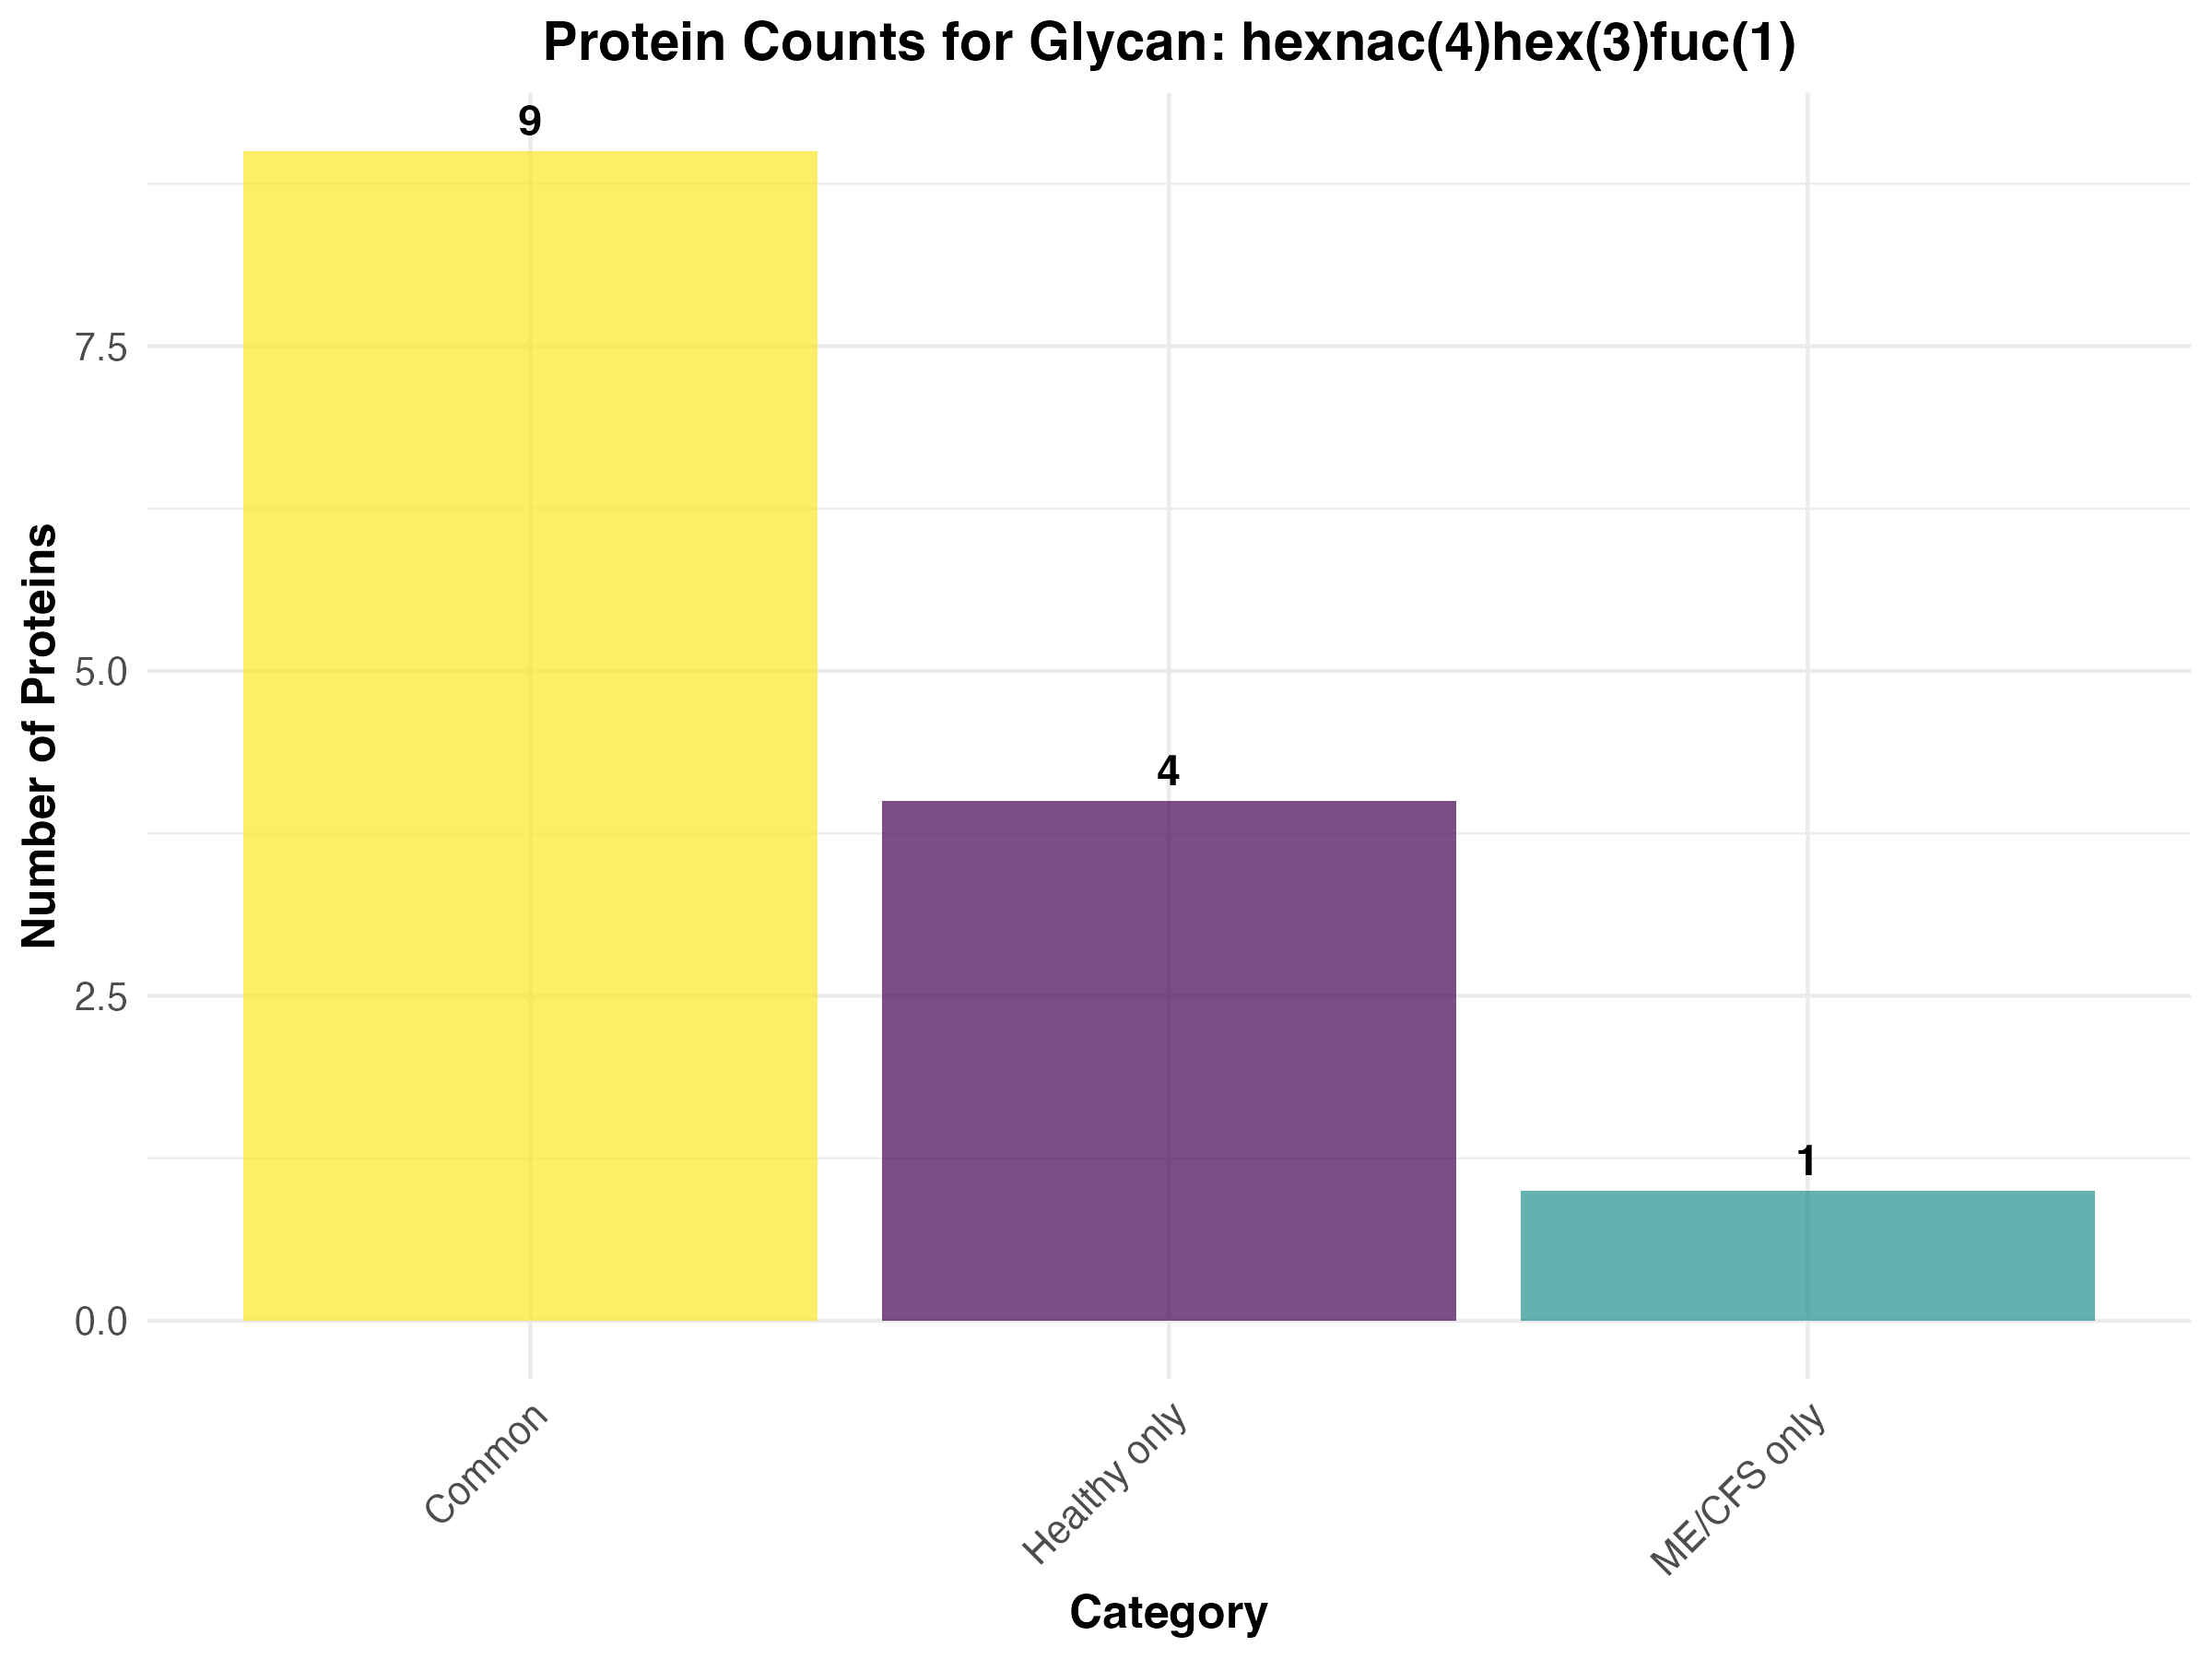 Protein Counts for Glycan: hexnac(4)hex(3)fuc(1)
9
4
1
7.5
5.0
2.5
0.0
Number of Proteins
Common
Healthy only
ME/CFS only
Category